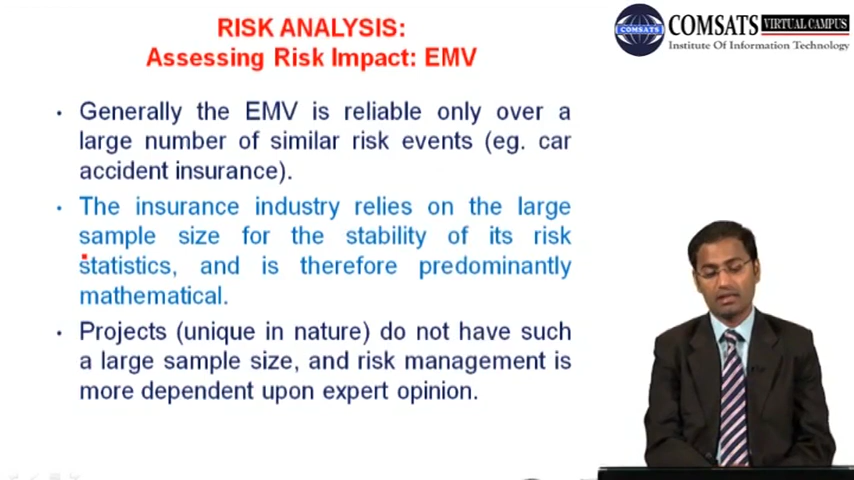 RISK ANALYSIS:
Assessing Risk Impact: EMV
COMSATS
COMSATS VIRTUAL CAMPUS
Institute Of Information Technology
• Generally the EMV is reliable only over a
large number of similar risk events (eg. car
accident insurance).
• The insurance industry relies on the large
sample size for the stability of its risk
statistics, and is therefore predominantly
mathematical.
• Projects (unique in nature) do not have such
a large sample size, and risk management is
more dependent upon expert opinion.